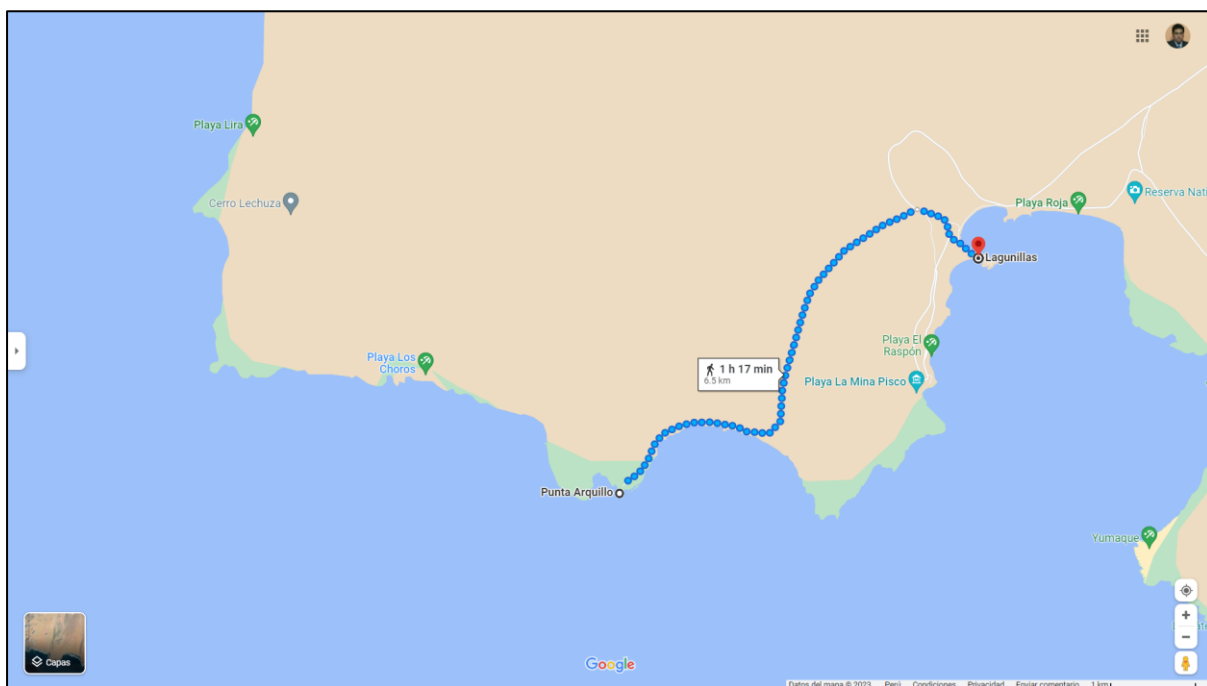 Playa Lira
Cerro Lechuza
Playa Roja
Reserva Nat
Lagunillas
Playa El
Raspón
Playa Los
Choros
1 h 17 min
6.5 km
Playa La Mina Pisco
Punta Arquillo
Yumaque
Capas
Google
Datos del mapa © 2023 Perú Condiciones Privacidad Enviar comentario 1 km